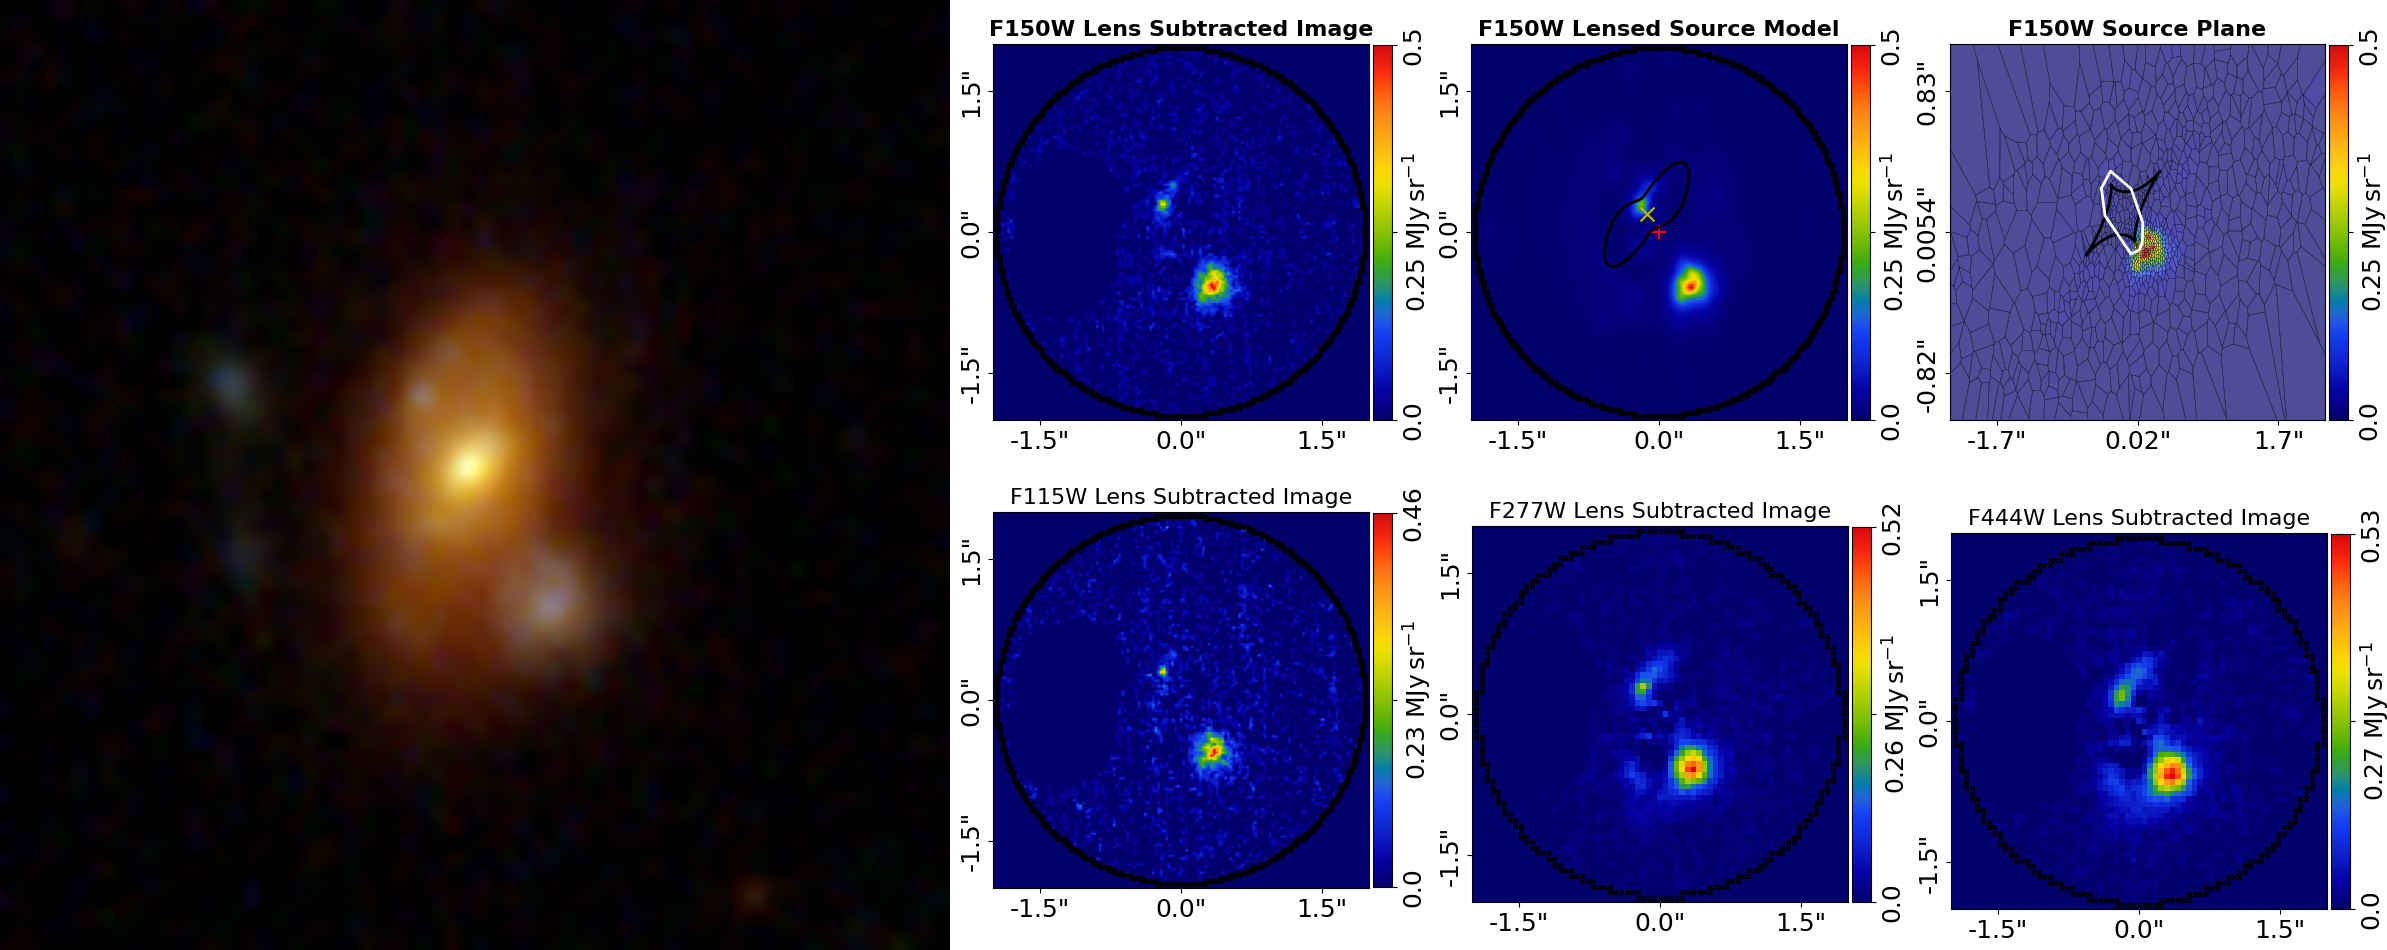 F150W Lens Subtracted Image
1.5"
0.0"
-1.5"
-1.5" 0.0" 1.5"
0.5
0.25 MJy sr⁻¹
0.0
F150W Lensed Source Model
1.5"
0.0"
-1.5"
-1.5" 0.0" 1.5"
0.5
0.25 MJy sr⁻¹
0.0
F150W Source Plane
0.83"
0.0054"
-0.82"
-1.7" 0.02" 1.7"
0.5
0.25 MJy sr⁻¹
0.0
F115W Lens Subtracted Image
1.5"
0.0"
-1.5"
-1.5" 0.0" 1.5"
0.46
0.23 MJy sr⁻¹
0.0
F277W Lens Subtracted Image
1.5"
0.0"
-1.5"
-1.5" 0.0" 1.5"
0.52
0.26 MJy sr⁻¹
0.0
F444W Lens Subtracted Image
1.5"
0.0"
-1.5"
-1.5" 0.0" 1.5"
0.53
0.27 MJy sr⁻¹
0.0